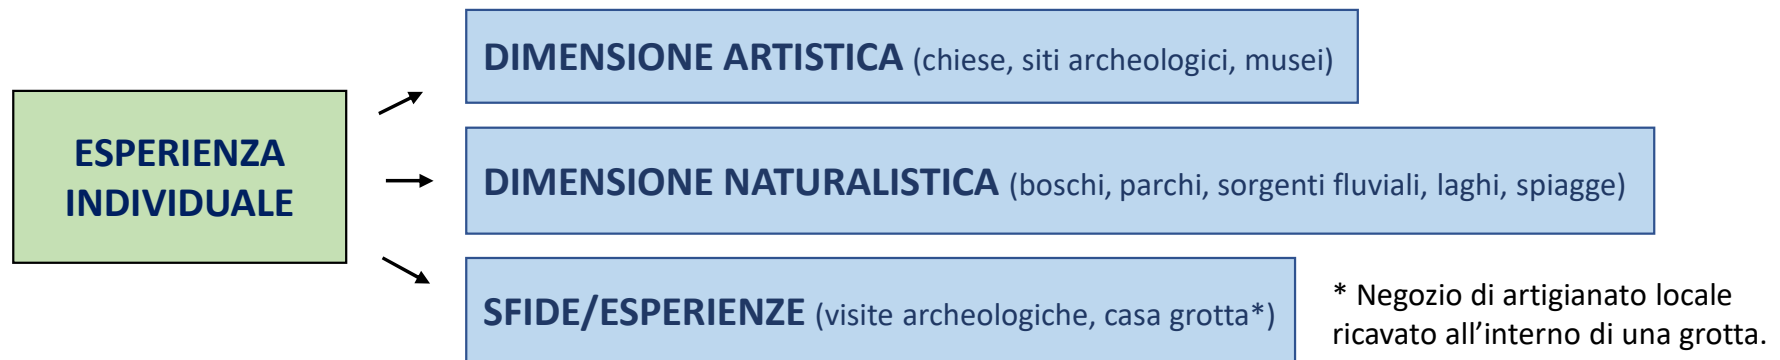 DIMENSIONE ARTISTICA (chiese, siti archeologici, musei)
ESPERIENZA
INDIVIDUALE
DIMENSIONE NATURALISTICA (boschi, parchi, sorgenti fluviali, laghi, spiagge)
SFIDE/ESPERIENZE (visite archeologiche, casa grotta*)
* Negozio di artigianato locale
ricavato all’interno di una grotta.